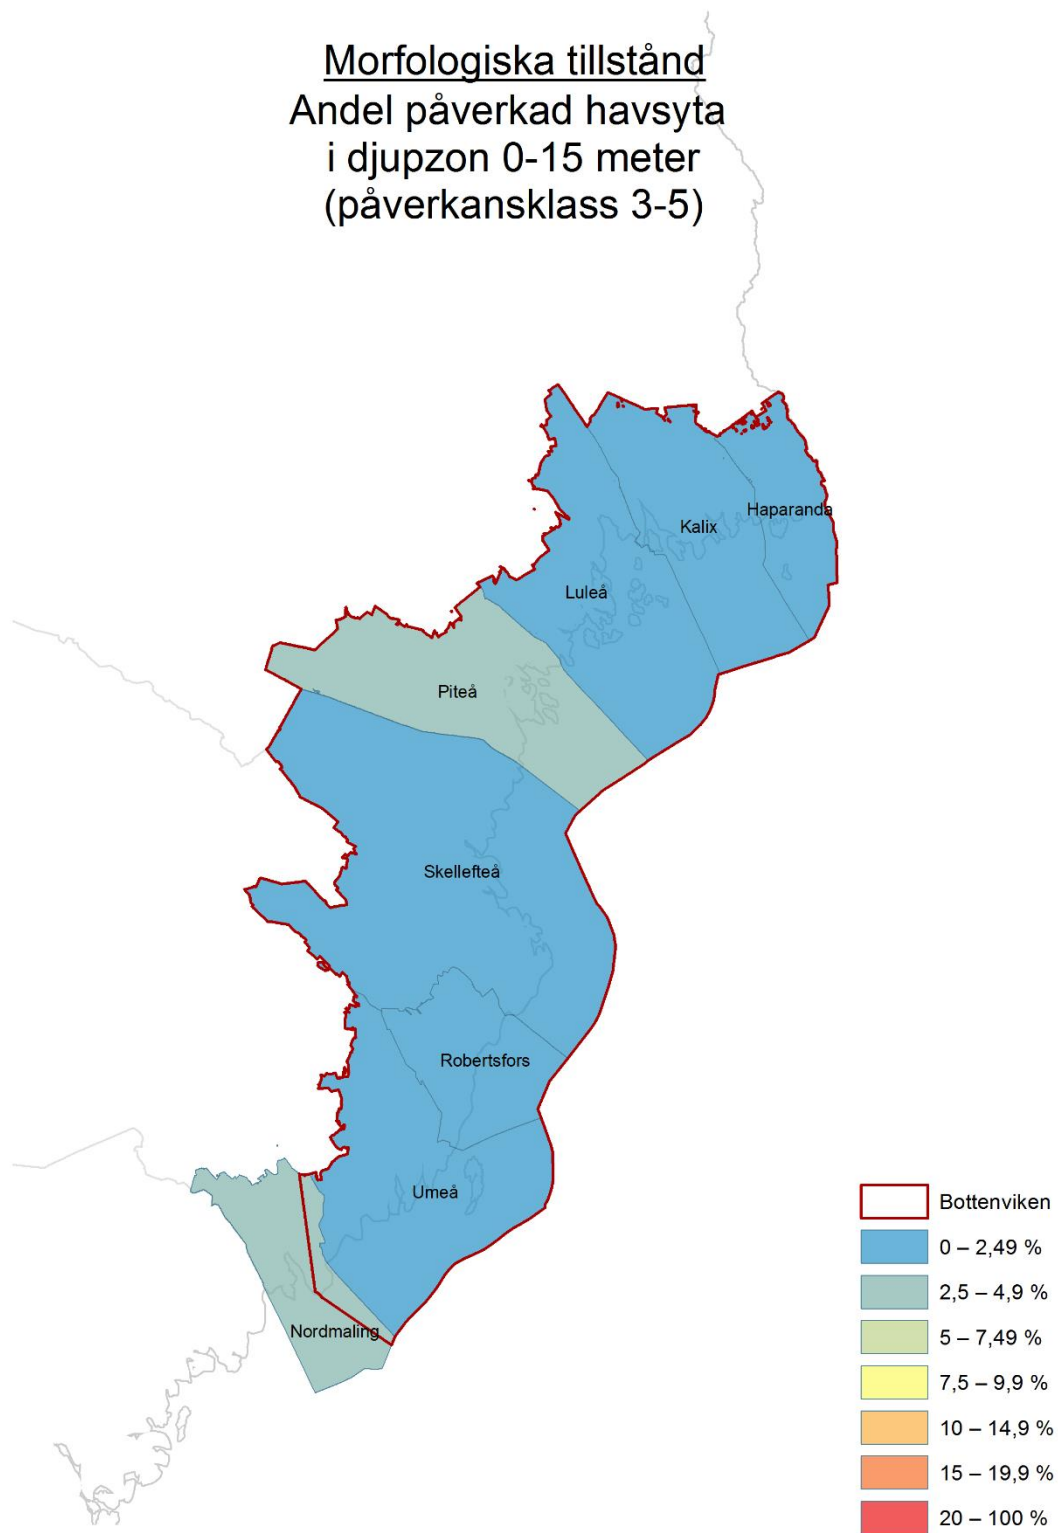 Morfologiska tillstånd
Andel påverkad havsyta
i djupzon 0-15 meter
(påverkansklass 3-5)
Haparanda
Kalix
Luleå
Piteå
Skellefteå
Robertsfors
Umeå
Nordmaling
Bottenviken
0 – 2,49 %
2,5 – 4,9 %
5 – 7,49 %
7,5 – 9,9 %
10 – 14,9 %
15 – 19,9 %
20 – 100 %